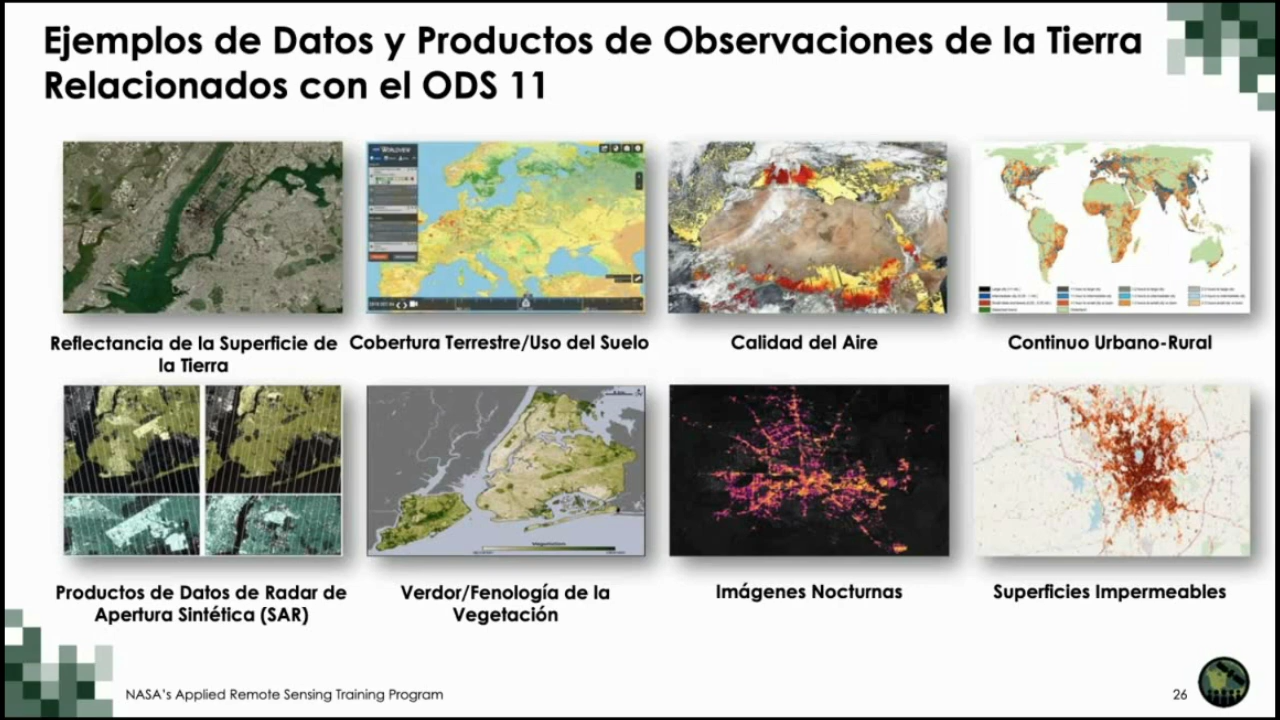 Ejemplos de Datos y Productos de Observaciones de la Tierra
Relacionados con el ODS 11
Reflectancia de la Superficie de
la Tierra
Cobertura Terrestre/Uso del Suelo
Calidad del Aire
Continuo Urbano-Rural
Productos de Datos de Radar de
Apertura Sintética (SAR)
Verdor/Fenología de la
Vegetación
Imágenes Nocturnas
Superficies Impermeables
NASA's Applied Remote Sensing Training Program
26